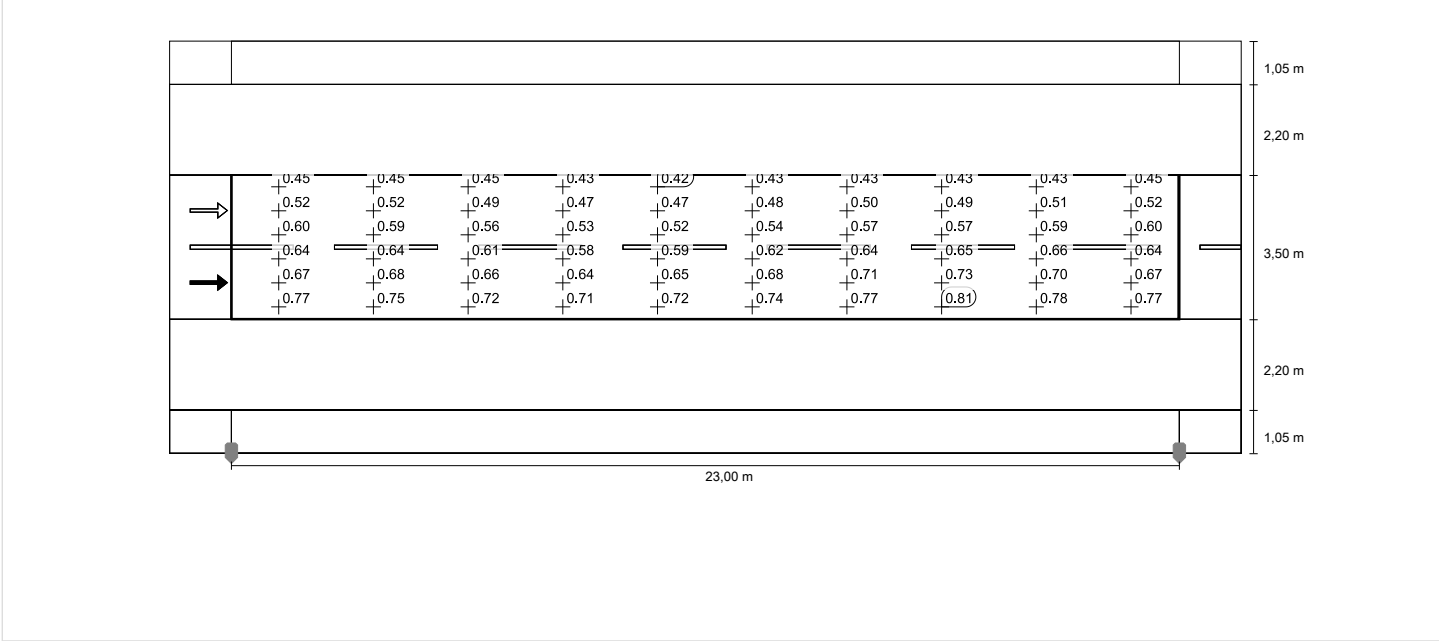 1,05 m
2,20 m
0.45 0.45 0.45 0.43 0.42 0.43 0.43 0.43 0.43 0.45
0.52 0.52 0.49 0.47 0.47 0.48 0.50 0.49 0.51 0.52
0.60 0.59 0.56 0.53 0.52 0.54 0.57 0.57 0.59 0.60
0.64 0.64 0.61 0.58 0.59 0.62 0.64 0.65 0.66 0.64
3,50 m
0.67 0.68 0.66 0.64 0.65 0.68 0.71 0.73 0.70 0.67
0.77 0.75 0.72 0.71 0.72 0.74 0.77 0.81 0.78 0.77
2,20 m
1,05 m
23,00 m